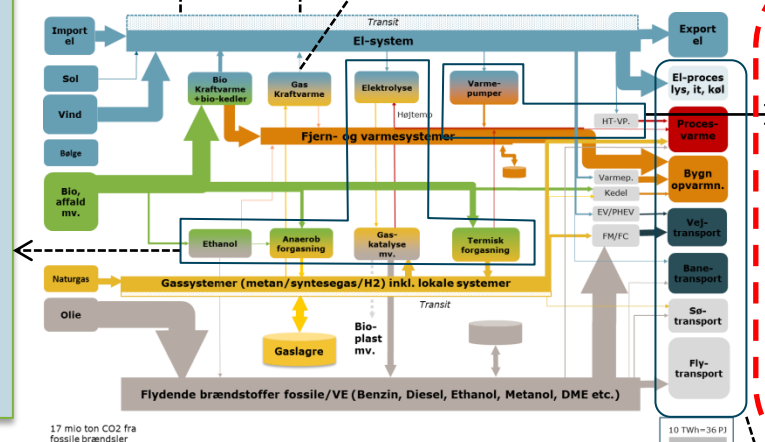 Transit
Import
el
El-system
Export
el
Sol
Bio
Kraftvarme
+bio-kedler
Gas
Kraftvarme
Elektrolyse
Varme-
pumper
El-proces
lys, it, køl
Vind
Højtemp
HT-VP.
Proces-
varme
Fjern- og varmesystemer
Bølge
Bio,
affald
mv.
Varmep.
Kedel
Bygn
opvarmn.
EV/PHEV
FM/FC
Vej-
transport
Ethanol
Anaerob
forgasning
Gas-
katalyse
mv.
Termisk
forgasning
Bane-
transport
Naturgas
Gassystemer (metan/syntesegas/H2) inkl. lokale systemer
Transit
Olie
Sø-
transport
Bio-
plast
mv.
Gaslagre
Fly-
transport
Flydende brændstoffer fossile/VE (Benzin, Diesel, Ethanol, Metanol, DME etc.)
17 mio ton CO2 fra
fossile brændsler
10 TWh=36 PJ